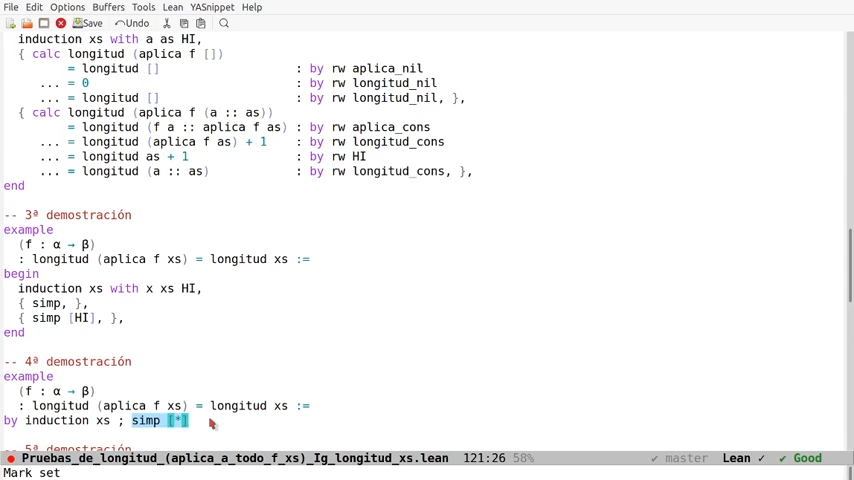 File Edit Options Buffers Tools Lean YASnippet Help
Save Undo
induction xs with a as HI,
{ calc longitud (aplica f [])
= longitud [] : by rw aplica_nil
... = 0 : by rw longitud_nil
... = longitud [] : by rw longitud_nil, },
{ calc longitud (aplica f (a :: as))
= longitud (f a :: aplica f as) : by rw aplica_cons
... = longitud (aplica f as) + 1 : by rw longitud_cons
... = longitud as + 1 : by rw HI
... = longitud (a :: as) : by rw longitud_cons, },
end
-- 3ª demostración
example
(f : α → β)
: longitud (aplica f xs) = longitud xs :=
begin
induction xs with x xs HI,
{ simp, },
{ simp [HI], },
end
-- 4ª demostración
example
(f : α → β)
: longitud (aplica f xs) = longitud xs :=
by induction xs ; simp [*]
-- 5ª demostración
Pruebas_de_longitud_(aplica_a_todo_f_xs)_Ig_longitud_xs.lean 121:26 58% ✓ master Lean ✓ ✓ Good
Mark set